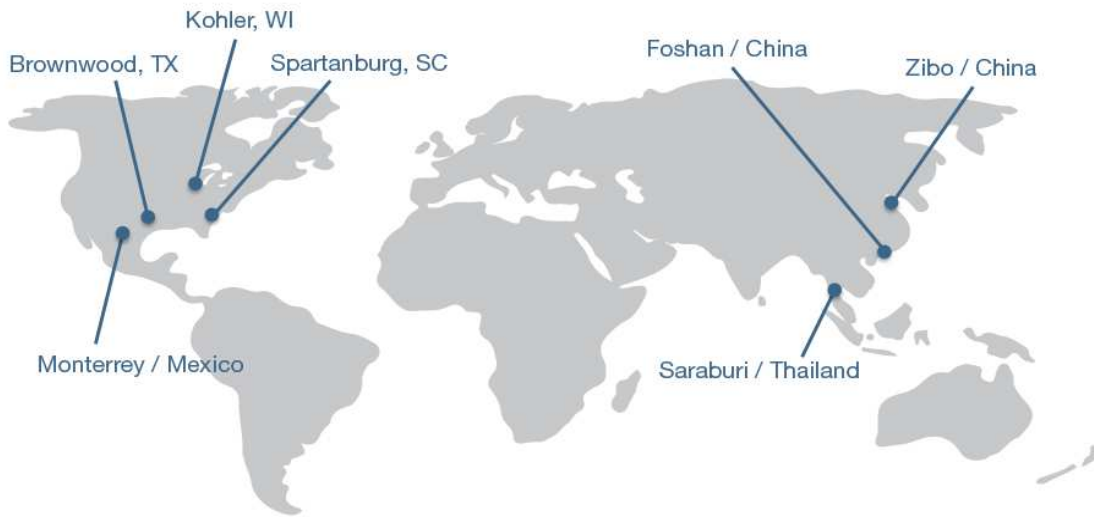 Kohler, WI
Brownwood, TX
Spartanburg, SC
Foshan / China
Zibo / China
Monterrey / Mexico
Saraburi / Thailand